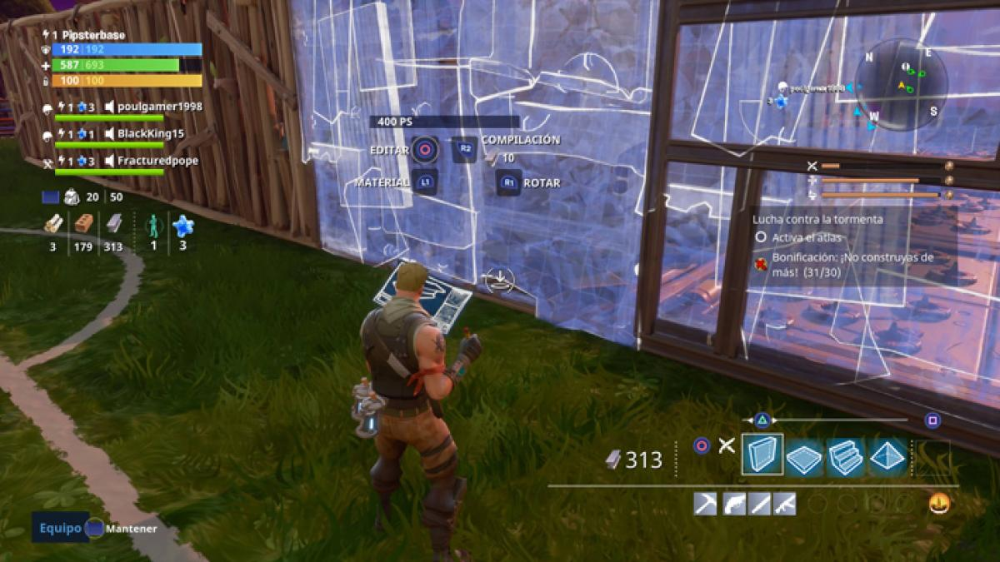 1 Pipsterbase
192 192
587 693
100 100
1 3 poulgamer1998
1 1 BlackKing15
1 3 Fracturedpope
20 50
3 179 313 1 3
400 PS
EDITAR R2 COMPILACIÓN
10
MATERIAL L1 R1 ROTAR
N E
poulgamer1998
3
W S
Lucha contra la tormenta
Activa el atlas
Bonificación: ¡No construyas de
más! (31/30)
313
Equipo Mantener